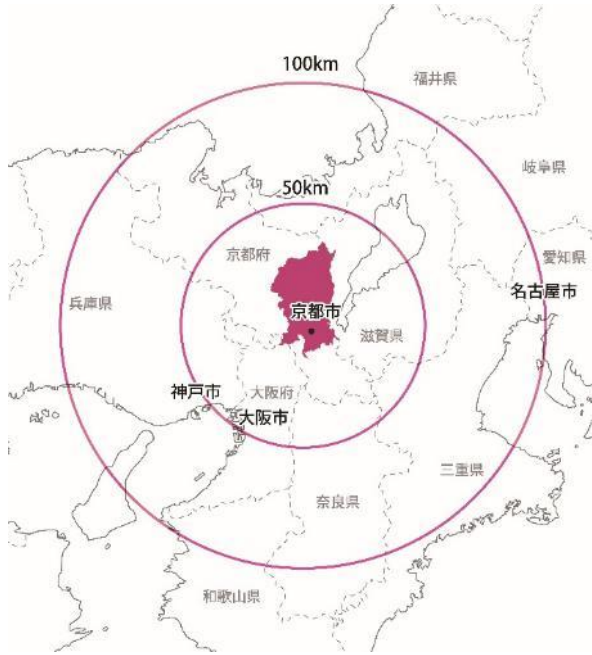 100km
福井県
岐阜県
50km
京都府
愛知県
名古屋市
兵庫県
京都市
滋賀県
神戸市
大阪府
大阪市
三重県
奈良県
和歌山県